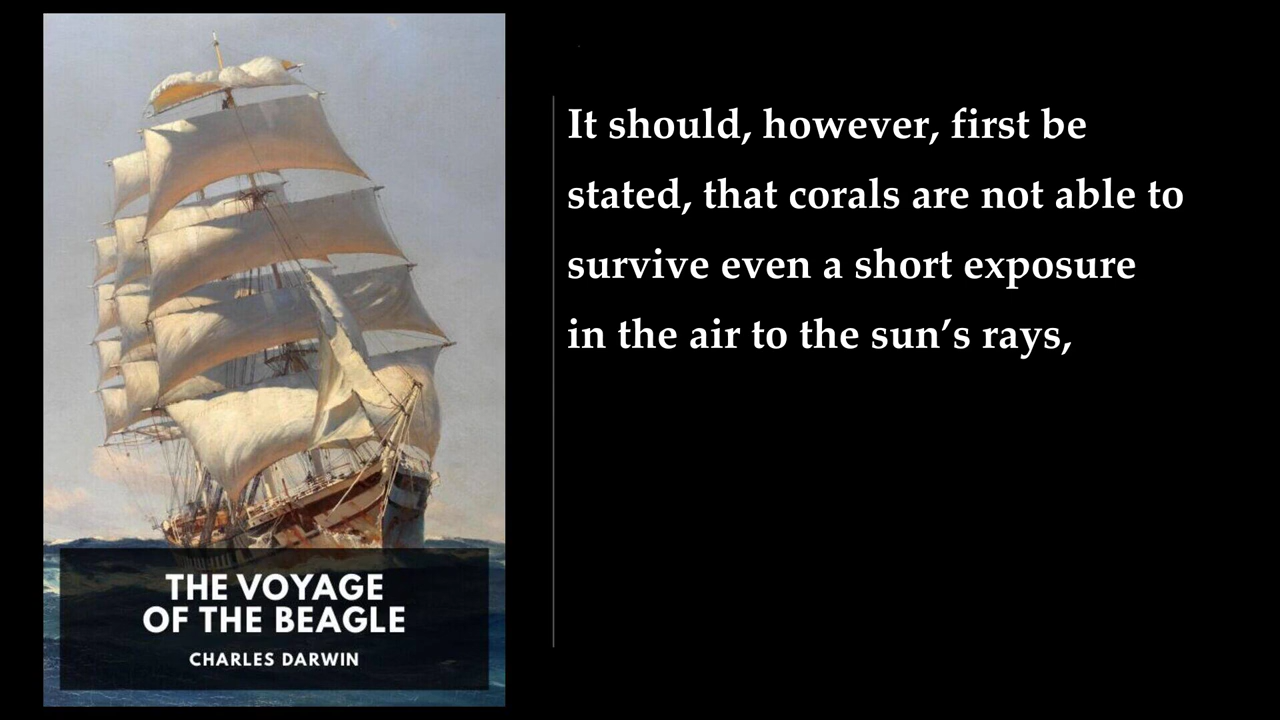 It should, however, first be
stated, that corals are not able to
survive even a short exposure
in the air to the sun’s rays,
THE VOYAGE
OF THE BEAGLE
CHARLES DARWIN